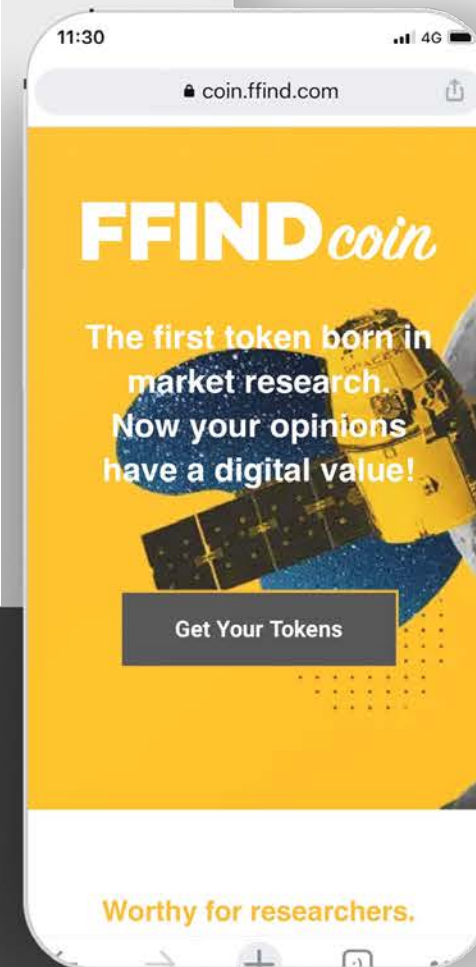 11:30
4G
coin.ffind.com
FFIND coin
The first token born in
market research.
Now your opinions
have a digital value!
Get Your Tokens
Worthy for researchers.